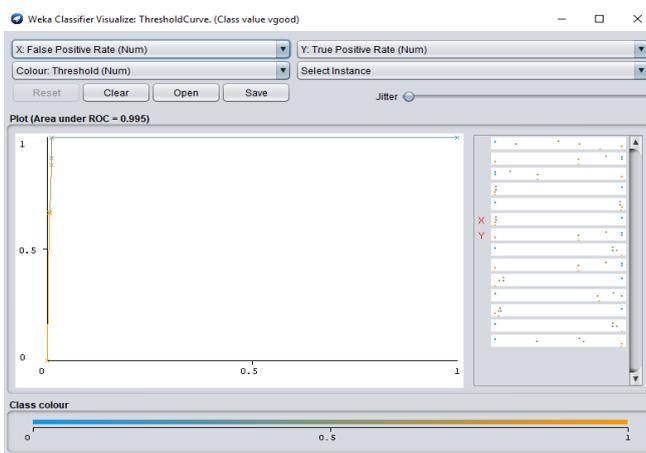 Weka Classifier Visualize: ThresholdCurve. (Class value vgood)
X: False Positive Rate (Num) Y: True Positive Rate (Num)
Colour: Threshold (Num) Select Instance
Reset Clear Open Save Jitter
Plot (Area under ROC = 0.995)
1
X
Y
0.5
0
0 0.5 1
Class colour
0 0.5 1